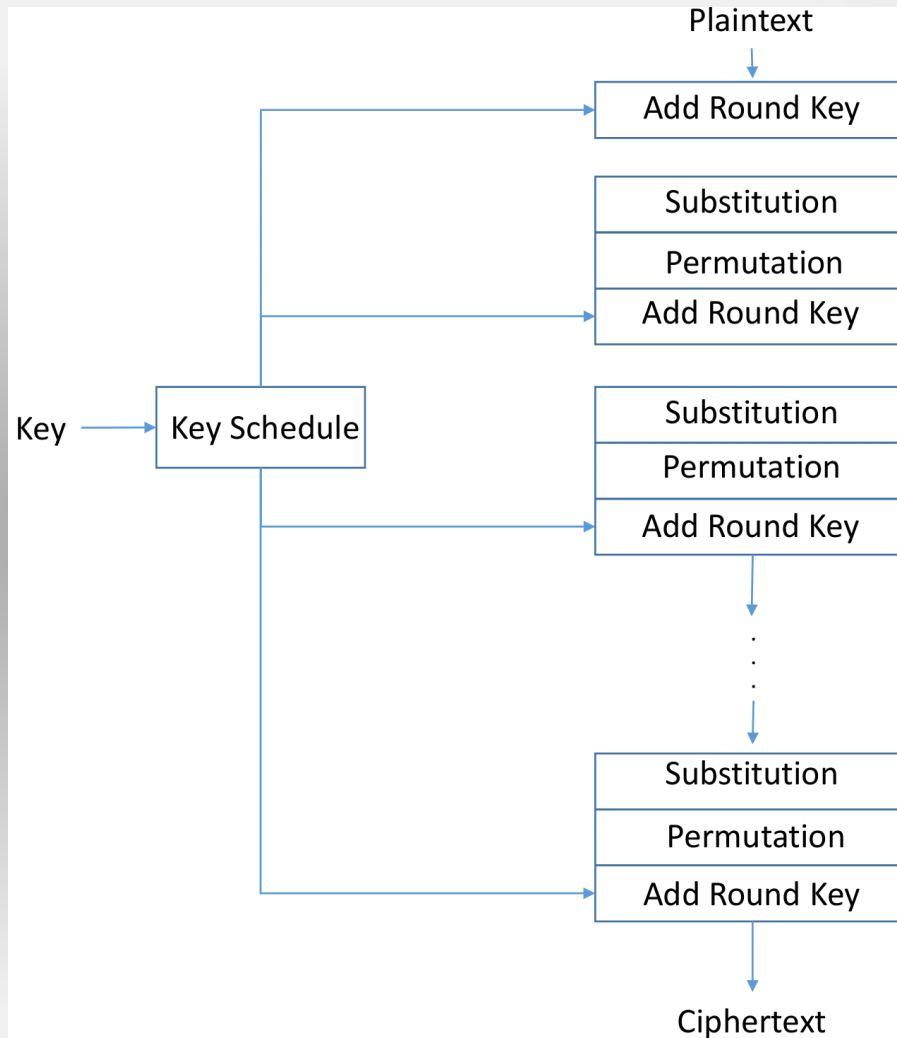 Plaintext
Add Round Key
Substitution
Permutation
Add Round Key
Key
Key Schedule
Substitution
Permutation
Add Round Key
.
.
.
Substitution
Permutation
Add Round Key
Ciphertext